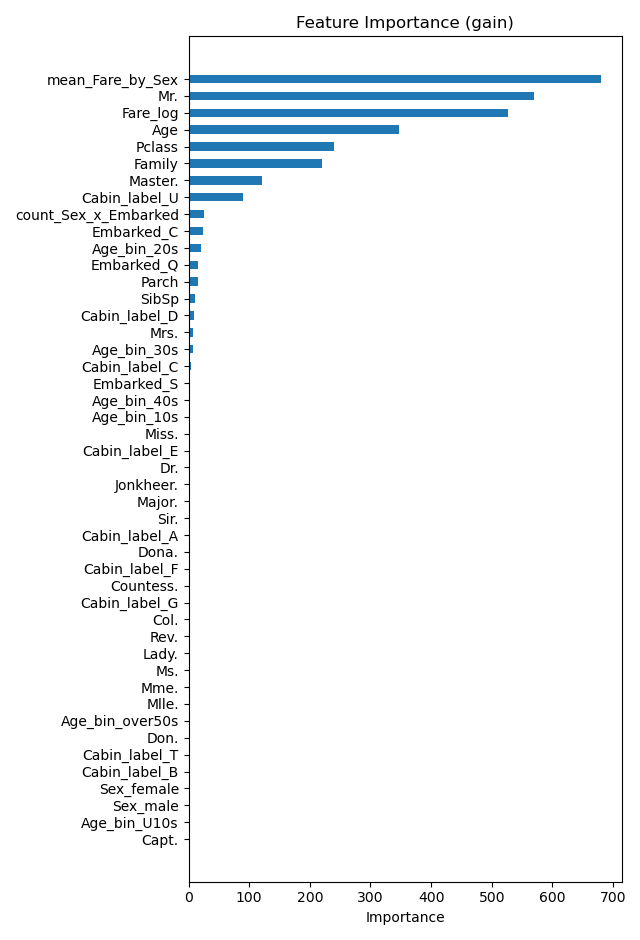 Feature Importance (gain)
mean_Fare_by_Sex
Mr.
Fare_log
Age
Pclass
Family
Master.
Cabin_label_U
count_Sex_x_Embarked
Embarked_C
Age_bin_20s
Embarked_Q
Parch
SibSp
Cabin_label_D
Mrs.
Age_bin_30s
Cabin_label_C
Embarked_S
Age_bin_40s
Age_bin_10s
Miss.
Cabin_label_E
Dr.
Jonkheer.
Major.
Sir.
Cabin_label_A
Dona.
Cabin_label_F
Countess.
Cabin_label_G
Col.
Rev.
Lady.
Ms.
Mme.
Mlle.
Age_bin_over50s
Don.
Cabin_label_T
Cabin_label_B
Sex_female
Sex_male
Age_bin_U10s
Capt.
0 100 200 300 400 500 600 700
Importance